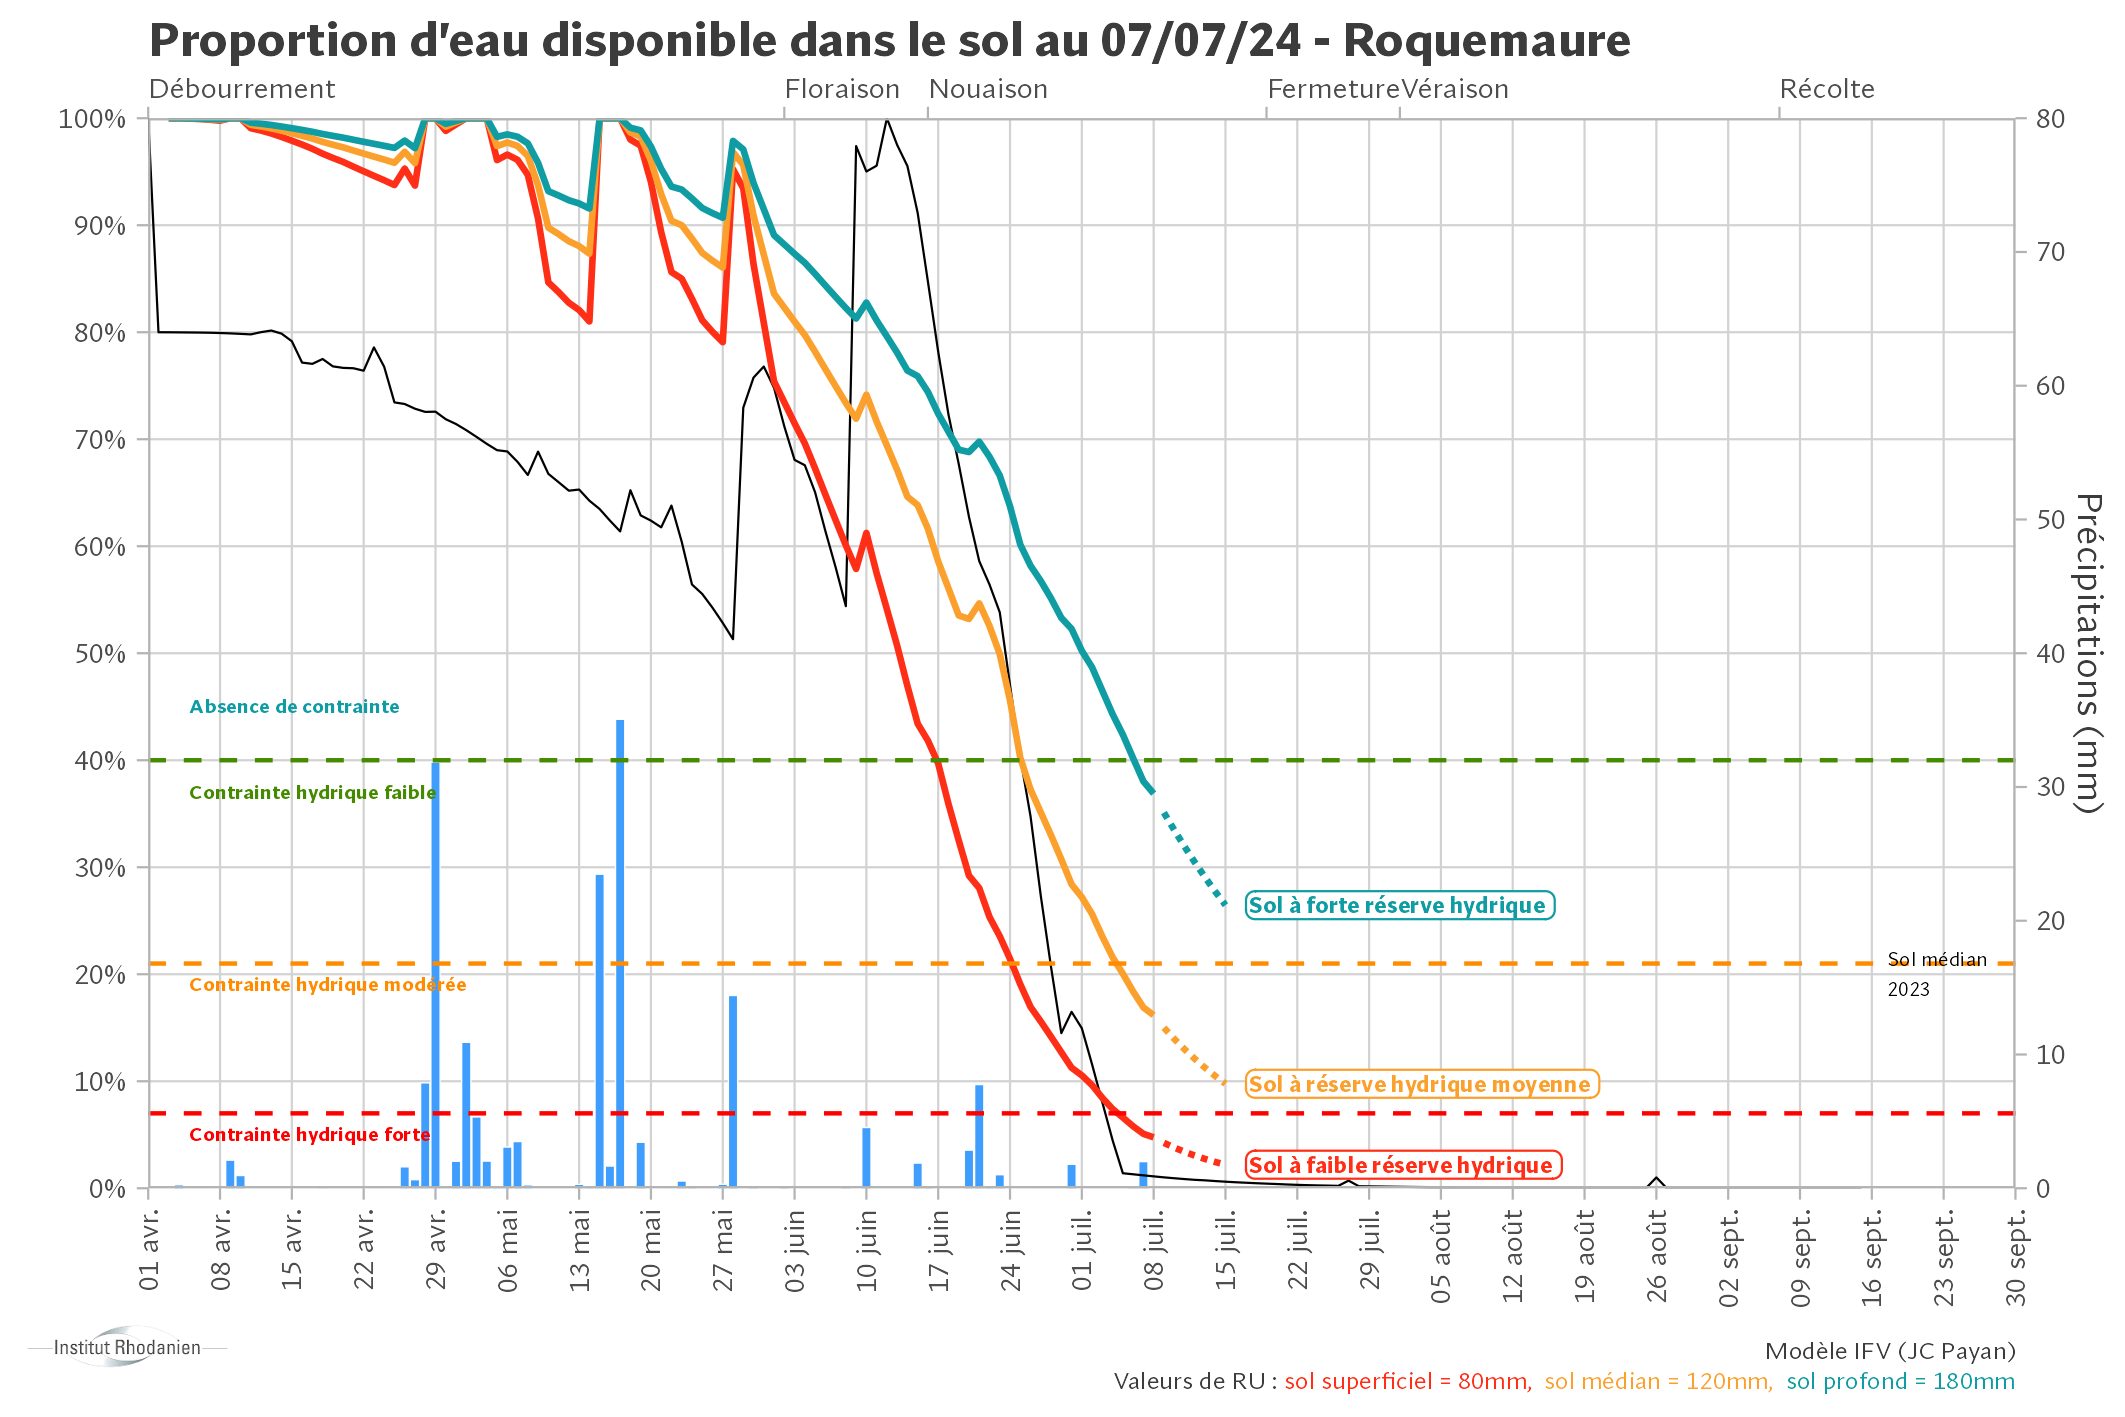 Proportion d'eau disponible dans le sol au 07/07/24 - Roquemaure
Débourrement Floraison Nouaison Fermeture Véraison Récolte
100% 80
90%
70
80%
60
70%
60% 50
50% 40
Absence de contrainte
40%
Contrainte hydrique faible 30
30%
Sol à forte réserve hydrique 20
Sol médian
20%
Contrainte hydrique modérée 2023
10
10% Sol à réserve hydrique moyenne
Contrainte hydrique forte
Sol à faible réserve hydrique
0% 0
Précipitations (mm)
01 avr.
08 avr.
15 avr.
22 avr.
29 avr.
06 mai
13 mai
20 mai
27 mai
03 juin
10 juin
17 juin
24 juin
01 juil.
08 juil.
15 juil.
22 juil.
29 juil.
05 août
12 août
19 août
26 août
02 sept.
09 sept.
16 sept.
23 sept.
30 sept.
Institut Rhodanien
Modèle IFV (JC Payan)
Valeurs de RU : sol superficiel = 80mm, sol médian = 120mm, sol profond = 180mm